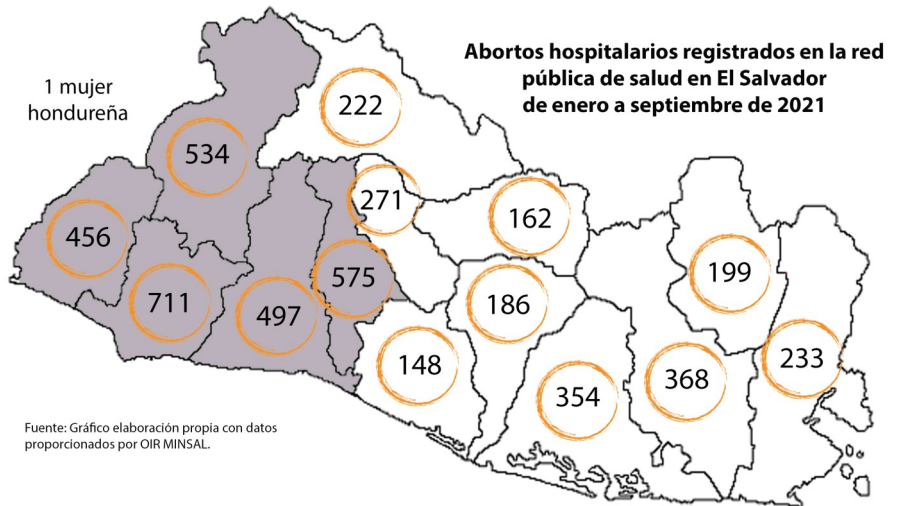 Abortos hospitalarios registrados en la red
pública de salud en El Salvador
de enero a septiembre de 2021
1 mujer
hondureña
222
534
271
162
456
575
199
711
497
186
148
354
368
233
Fuente: Gráfico elaboración propia con datos
proporcionados por OIR MINSAL.